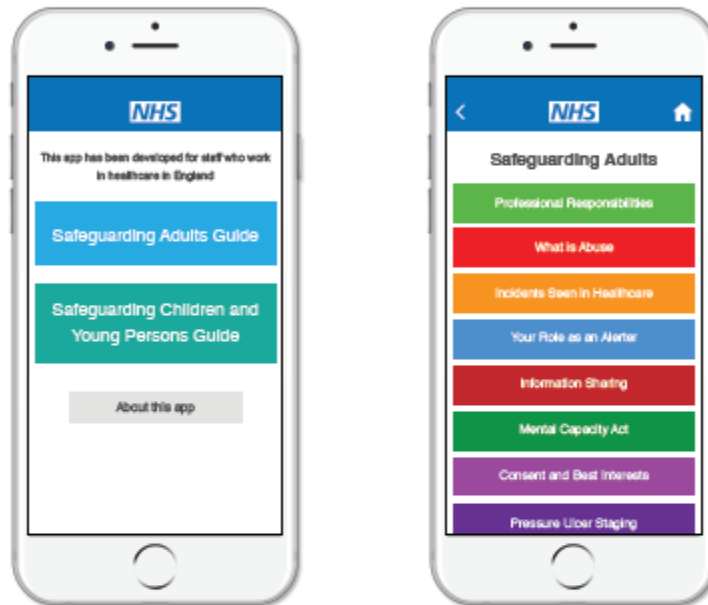 NHS
This app has been developed for staff who work
in healthcare in England
Safeguarding Adults Guide
Safeguarding Children and
Young Persons Guide
About this app
NHS
Safeguarding Adults
Professional Responsibilities
What is Abuse
Incidents Seen in Healthcare
Your Role as an Alerter
Information Sharing
Mental Capacity Act
Consent and Best Interests
Pressure Ulcer Staging